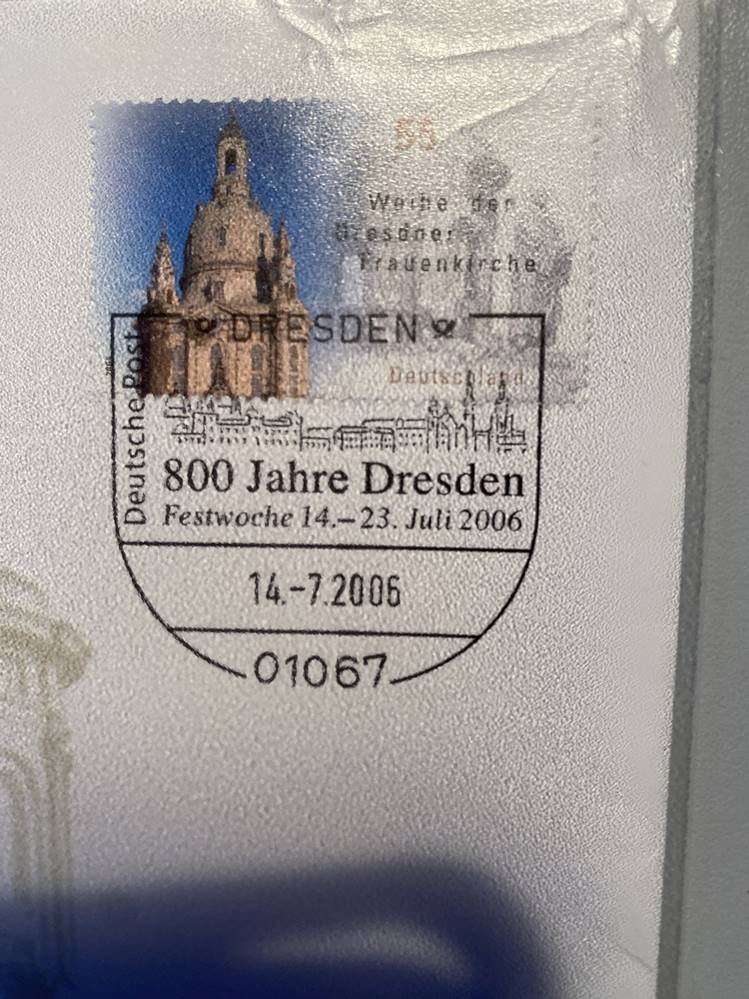 55
Weihe der
Dresdner
Frauenkirche
Deutschland
DRESDEN
Deutsche Post
800 Jahre Dresden
Festwoche 14.–23. Juli 2006
14.-7.2006
01067